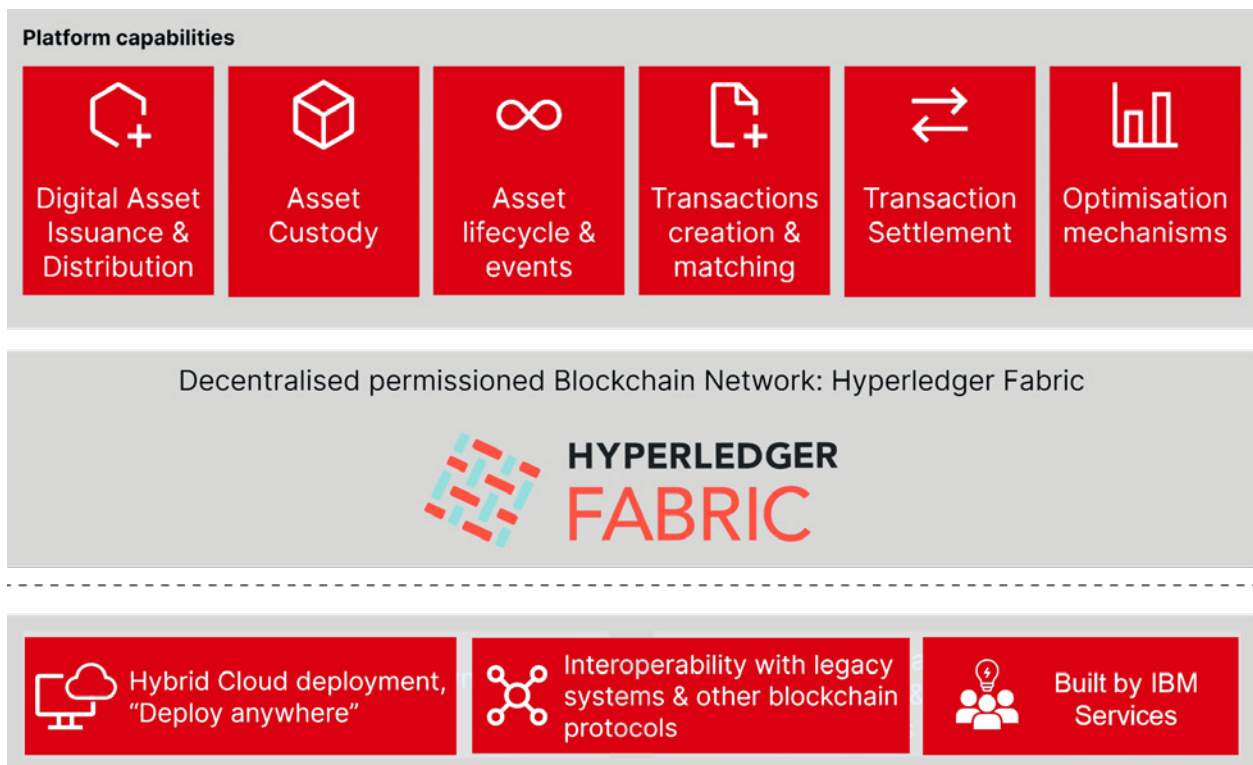 Platform capabilities
Digital Asset
Issuance &
Distribution
Asset
Custody
Asset
lifecycle &
events
Transactions
creation &
matching
Transaction
Settlement
Optimisation
mechanisms
Decentralised permissioned Blockchain Network: Hyperledger Fabric
HYPERLEDGER
FABRIC
Hybrid Cloud deployment,
“Deploy anywhere”
Interoperability with legacy
systems & other blockchain
protocols
Built by IBM
Services